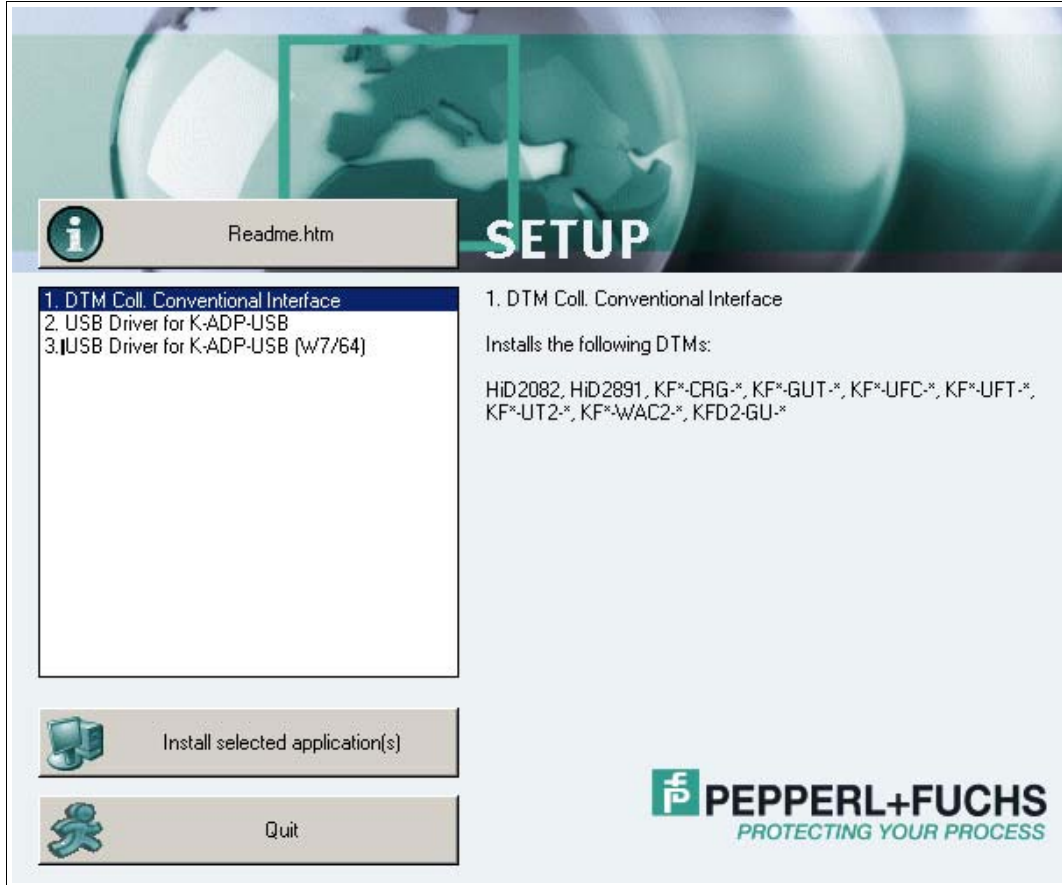 Readme.htm
SETUP
1. DTM Coll. Conventional Interface
2. USB Driver for K-ADP-USB
3. USB Driver for K-ADP-USB (W7/64)
1. DTM Coll. Conventional Interface
Installs the following DTMs:
HiD2082, HiD2891, KF*-CRG-*, KF*-GUT-*, KF*-UFC-*, KF*-UFT-*,
KF*-UT2-*, KF*-WAC2-*, KFD2-GU-*
Install selected application(s)
Quit
PEPPERL+FUCHS
PROTECTING YOUR PROCESS